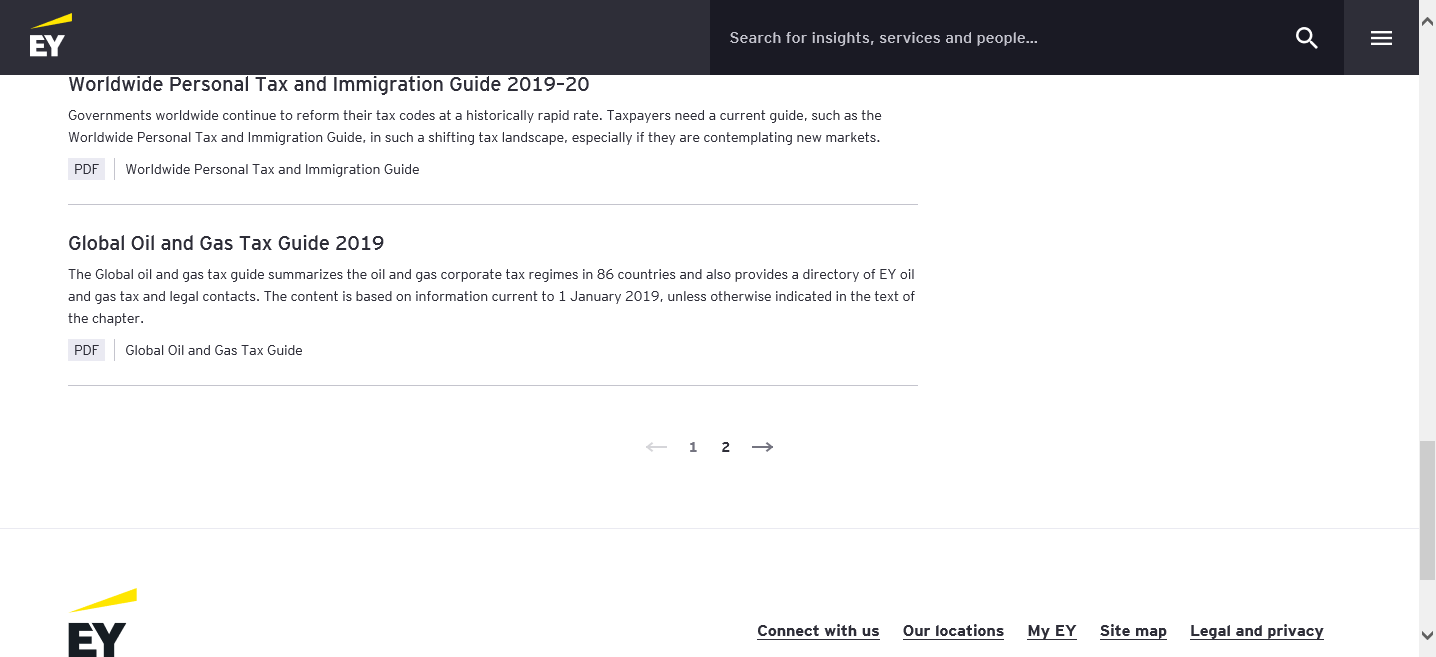 EY
Search for insights, services and people...
Worldwide Personal Tax and Immigration Guide 2019–20
Governments worldwide continue to reform their tax codes at a historically rapid rate. Taxpayers need a current guide, such as the
Worldwide Personal Tax and Immigration Guide, in such a shifting tax landscape, especially if they are contemplating new markets.
PDF Worldwide Personal Tax and Immigration Guide
Global Oil and Gas Tax Guide 2019
The Global oil and gas tax guide summarizes the oil and gas corporate tax regimes in 86 countries and also provides a directory of EY oil
and gas tax and legal contacts. The content is based on information current to 1 January 2019, unless otherwise indicated in the text of
the chapter.
PDF Global Oil and Gas Tax Guide
1 2
EY
Connect with us Our locations My EY Site map Legal and privacy